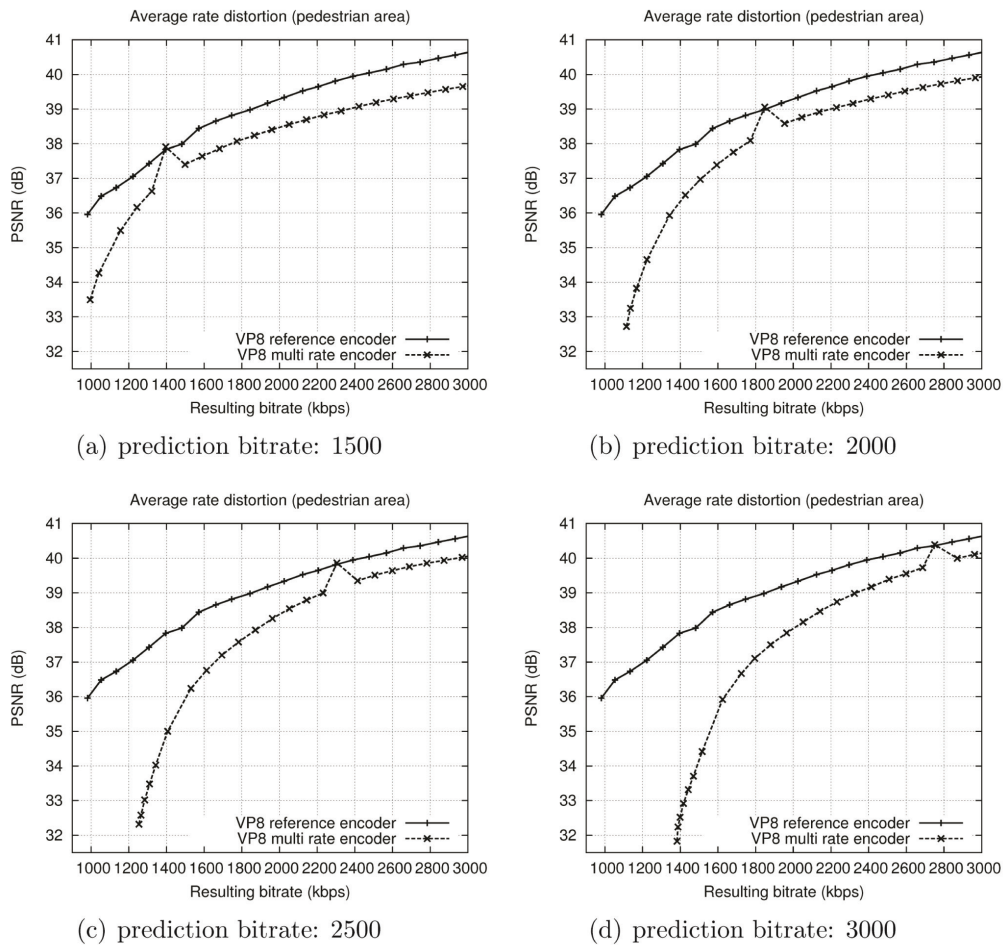 Average rate distortion (pedestrian area)
41
40
39
38
37
36
35
34
33
32
PSNR (dB)
VP8 reference encoder
VP8 multi rate encoder
1000 1200 1400 1600 1800 2000 2200 2400 2600 2800 3000
Resulting bitrate (kbps)
(a) prediction bitrate: 1500
Average rate distortion (pedestrian area)
41
40
39
38
37
36
35
34
33
32
PSNR (dB)
VP8 reference encoder
VP8 multi rate encoder
1000 1200 1400 1600 1800 2000 2200 2400 2600 2800 3000
Resulting bitrate (kbps)
(b) prediction bitrate: 2000
Average rate distortion (pedestrian area)
41
40
39
38
37
36
35
34
33
32
PSNR (dB)
VP8 reference encoder
VP8 multi rate encoder
1000 1200 1400 1600 1800 2000 2200 2400 2600 2800 3000
Resulting bitrate (kbps)
(c) prediction bitrate: 2500
Average rate distortion (pedestrian area)
41
40
39
38
37
36
35
34
33
32
PSNR (dB)
VP8 reference encoder
VP8 multi rate encoder
1000 1200 1400 1600 1800 2000 2200 2400 2600 2800 3000
Resulting bitrate (kbps)
(d) prediction bitrate: 3000